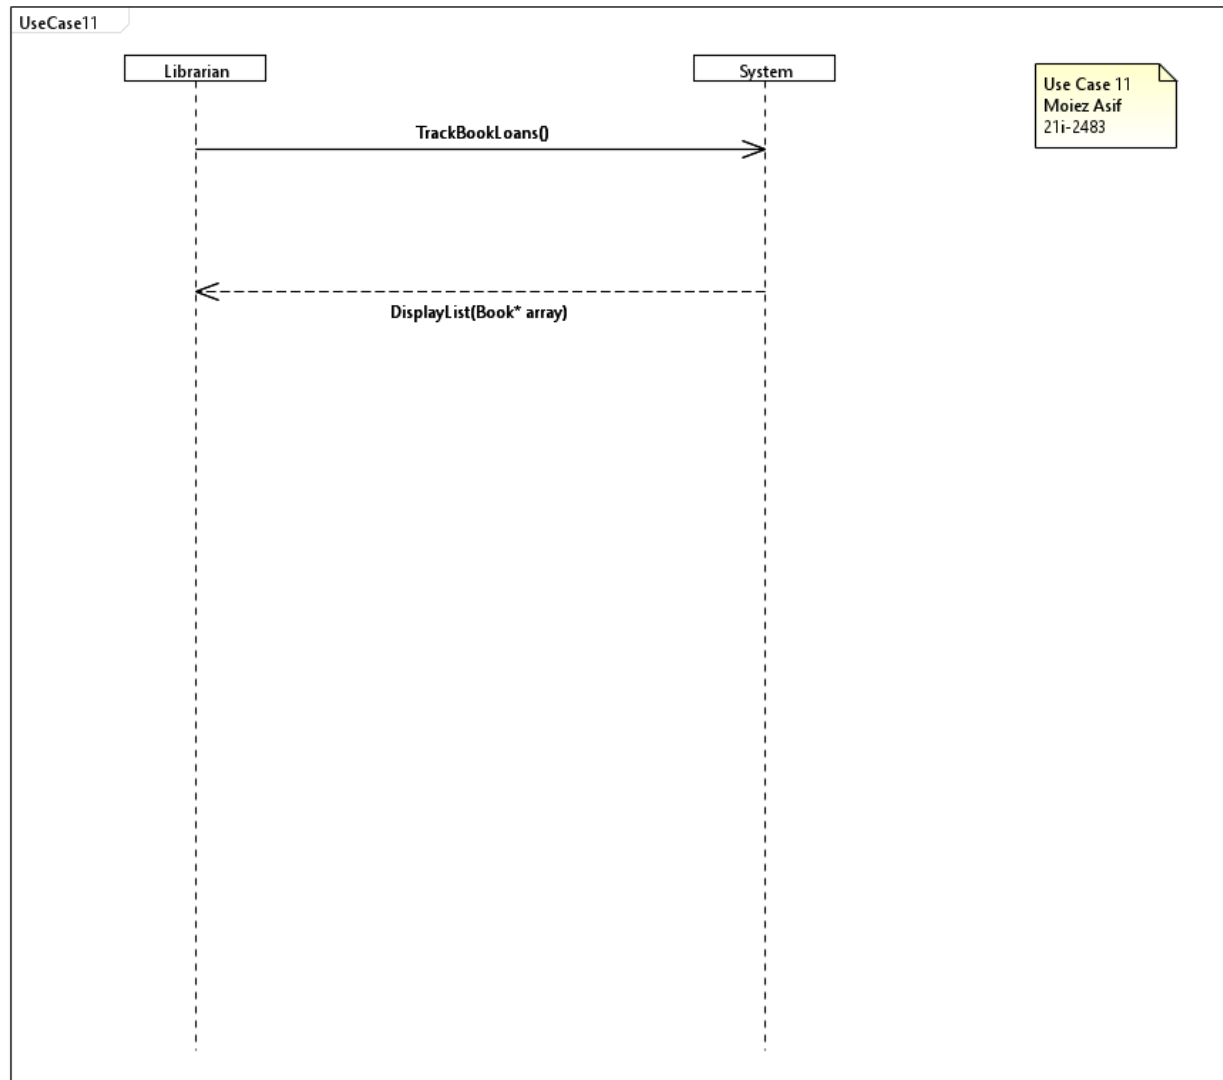 UseCase11
Librarian
System
Use Case 11
Moiez Asif
21i-2483
TrackBookLoans()
DisplayList(Book* array)